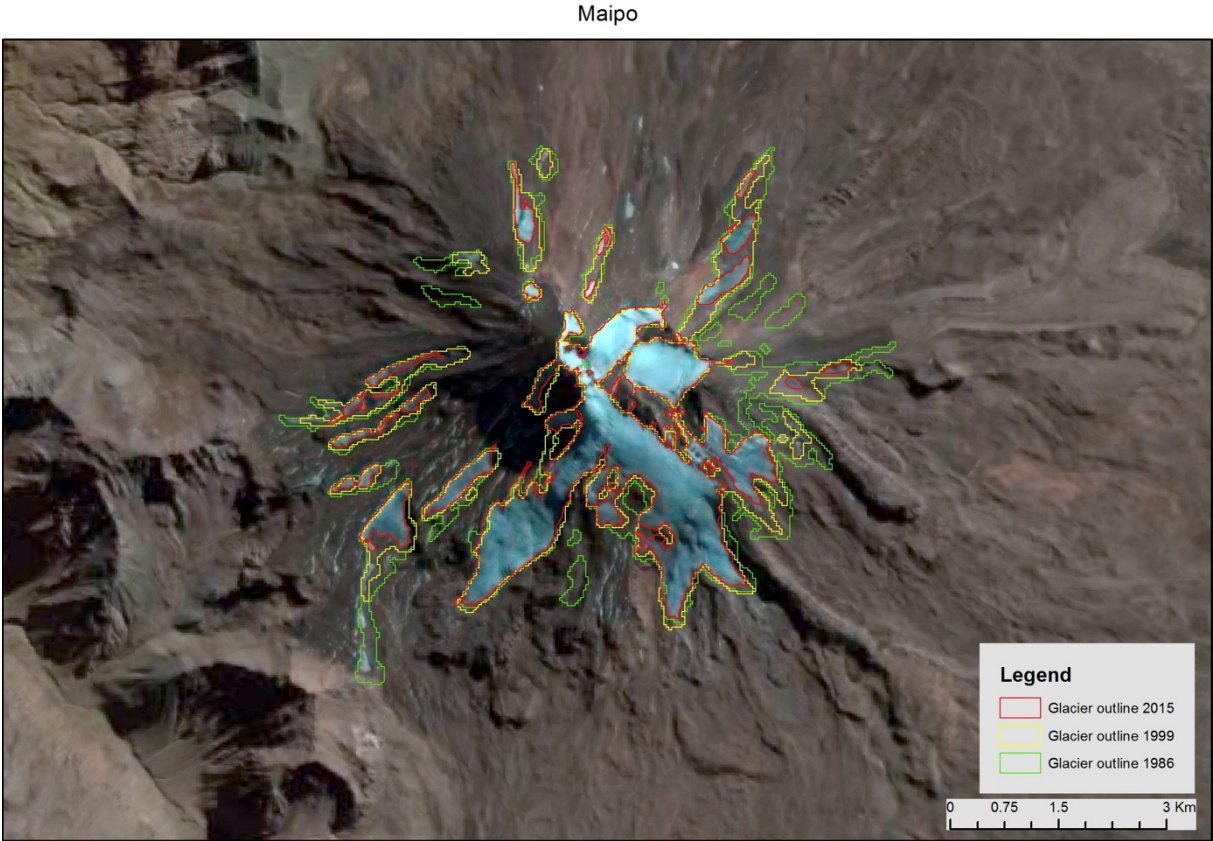 Maipo
Legend
Glacier outline 2015
Glacier outline 1999
Glacier outline 1986
0 0.75 1.5 3 Km